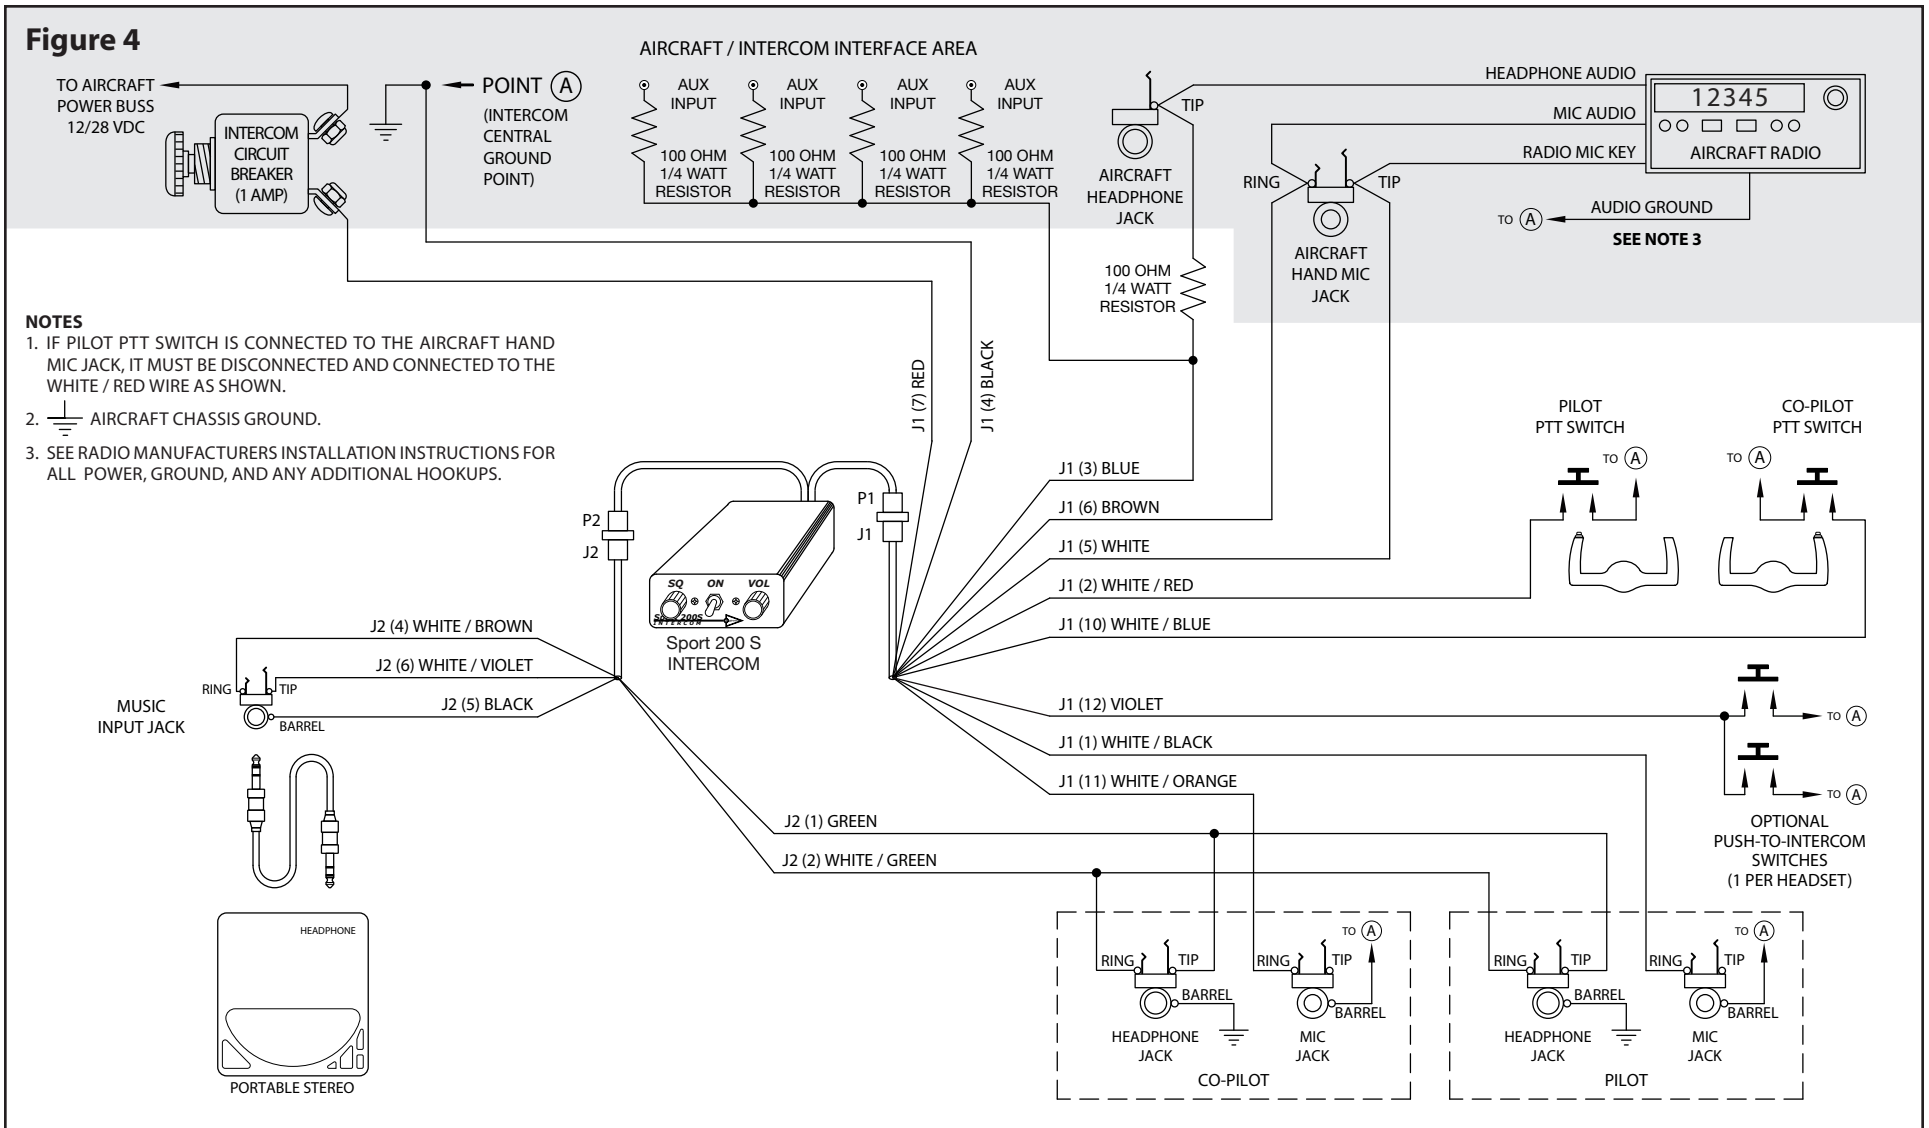 Figure 4
AIRCRAFT / INTERCOM INTERFACE AREA
TO AIRCRAFT
POWER BUSS
12/28 VDC
INTERCOM
CIRCUIT
BREAKER
(1 AMP)
POINT A
(INTERCOM
CENTRAL
GROUND
POINT)
AUX
INPUT
AUX
INPUT
AUX
INPUT
AUX
INPUT
100 OHM
1/4 WATT
RESISTOR
100 OHM
1/4 WATT
RESISTOR
100 OHM
1/4 WATT
RESISTOR
100 OHM
1/4 WATT
RESISTOR
TIP
AIRCRAFT
HEADPHONE
JACK
HEADPHONE AUDIO
MIC AUDIO
RADIO MIC KEY
12345
AIRCRAFT RADIO
RING
TIP
AIRCRAFT
HAND MIC
JACK
TO A
AUDIO GROUND
SEE NOTE 3
100 OHM
1/4 WATT
RESISTOR
NOTES
1. IF PILOT PTT SWITCH IS CONNECTED TO THE AIRCRAFT HAND
MIC JACK, IT MUST BE DISCONNECTED AND CONNECTED TO THE
WHITE / RED WIRE AS SHOWN.
2. AIRCRAFT CHASSIS GROUND.
3. SEE RADIO MANUFACTURERS INSTALLATION INSTRUCTIONS FOR
ALL POWER, GROUND, AND ANY ADDITIONAL HOOKUPS.
J1 (7) RED
J1 (4) BLACK
PILOT
PTT SWITCH
TO A
CO-PILOT
PTT SWITCH
TO A
P2
J2
P1
J1
SQ ON VOL
INTERCOM
Sport 200 S
INTERCOM
J1 (3) BLUE
J1 (6) BROWN
J1 (5) WHITE
J1 (2) WHITE / RED
J1 (10) WHITE / BLUE
J1 (12) VIOLET
J1 (1) WHITE / BLACK
J1 (11) WHITE / ORANGE
J2 (4) WHITE / BROWN
J2 (6) WHITE / VIOLET
J2 (5) BLACK
RING
TIP
BARREL
MUSIC
INPUT JACK
J2 (1) GREEN
J2 (2) WHITE / GREEN
TO A
TO A
OPTIONAL
PUSH-TO-INTERCOM
SWITCHES
(1 PER HEADSET)
HEADPHONE
PORTABLE STEREO
RING
TIP
BARREL
HEADPHONE
JACK
RING
TIP
TO A
BARREL
MIC
JACK
CO-PILOT
RING
TIP
BARREL
HEADPHONE
JACK
RING
TIP
TO A
BARREL
MIC
JACK
PILOT